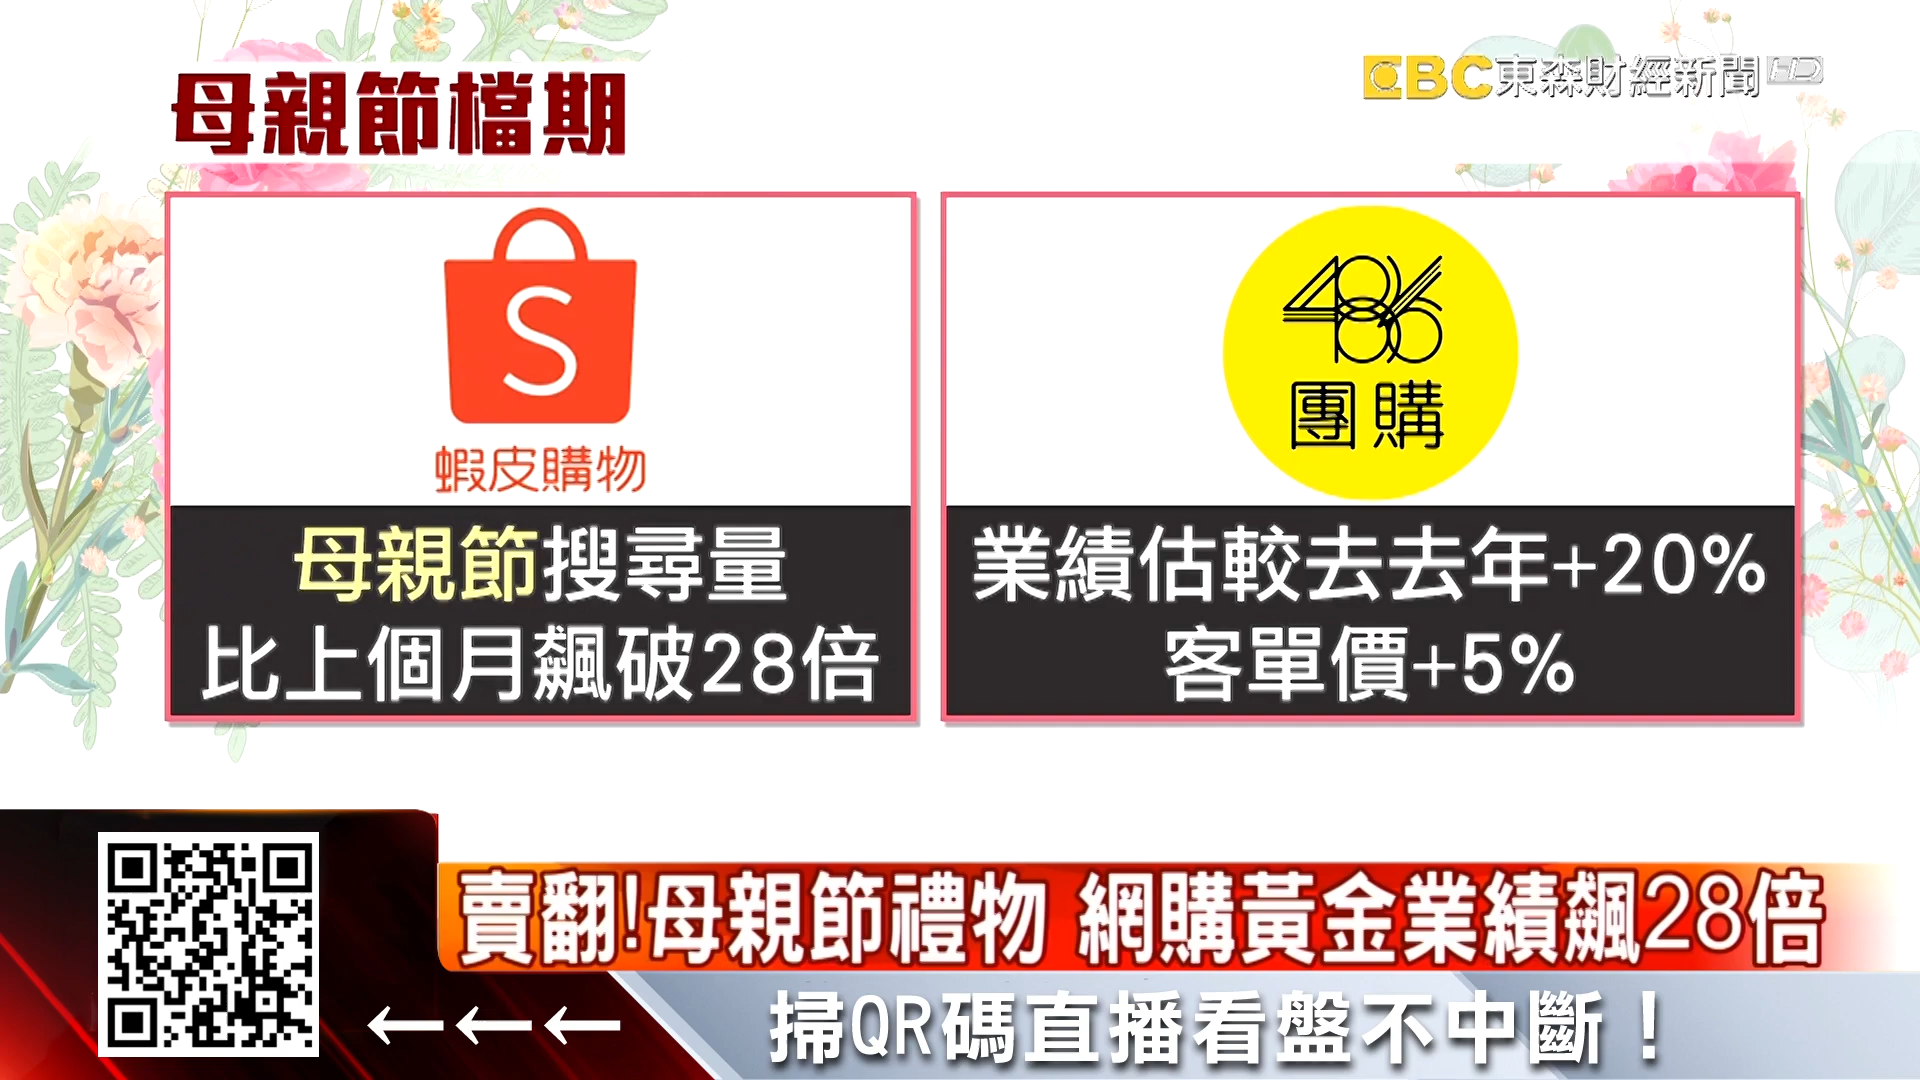 母親節檔期
EBC東森財經新聞HD
S
蝦皮購物
母親節搜尋量
比上個月飆破28倍
486
團購
業績估較去去年+20%
客單價+5%
賣翻!母親節禮物 網購黃金業績飆28倍
←←← 掃QR碼直播看盤不中斷！